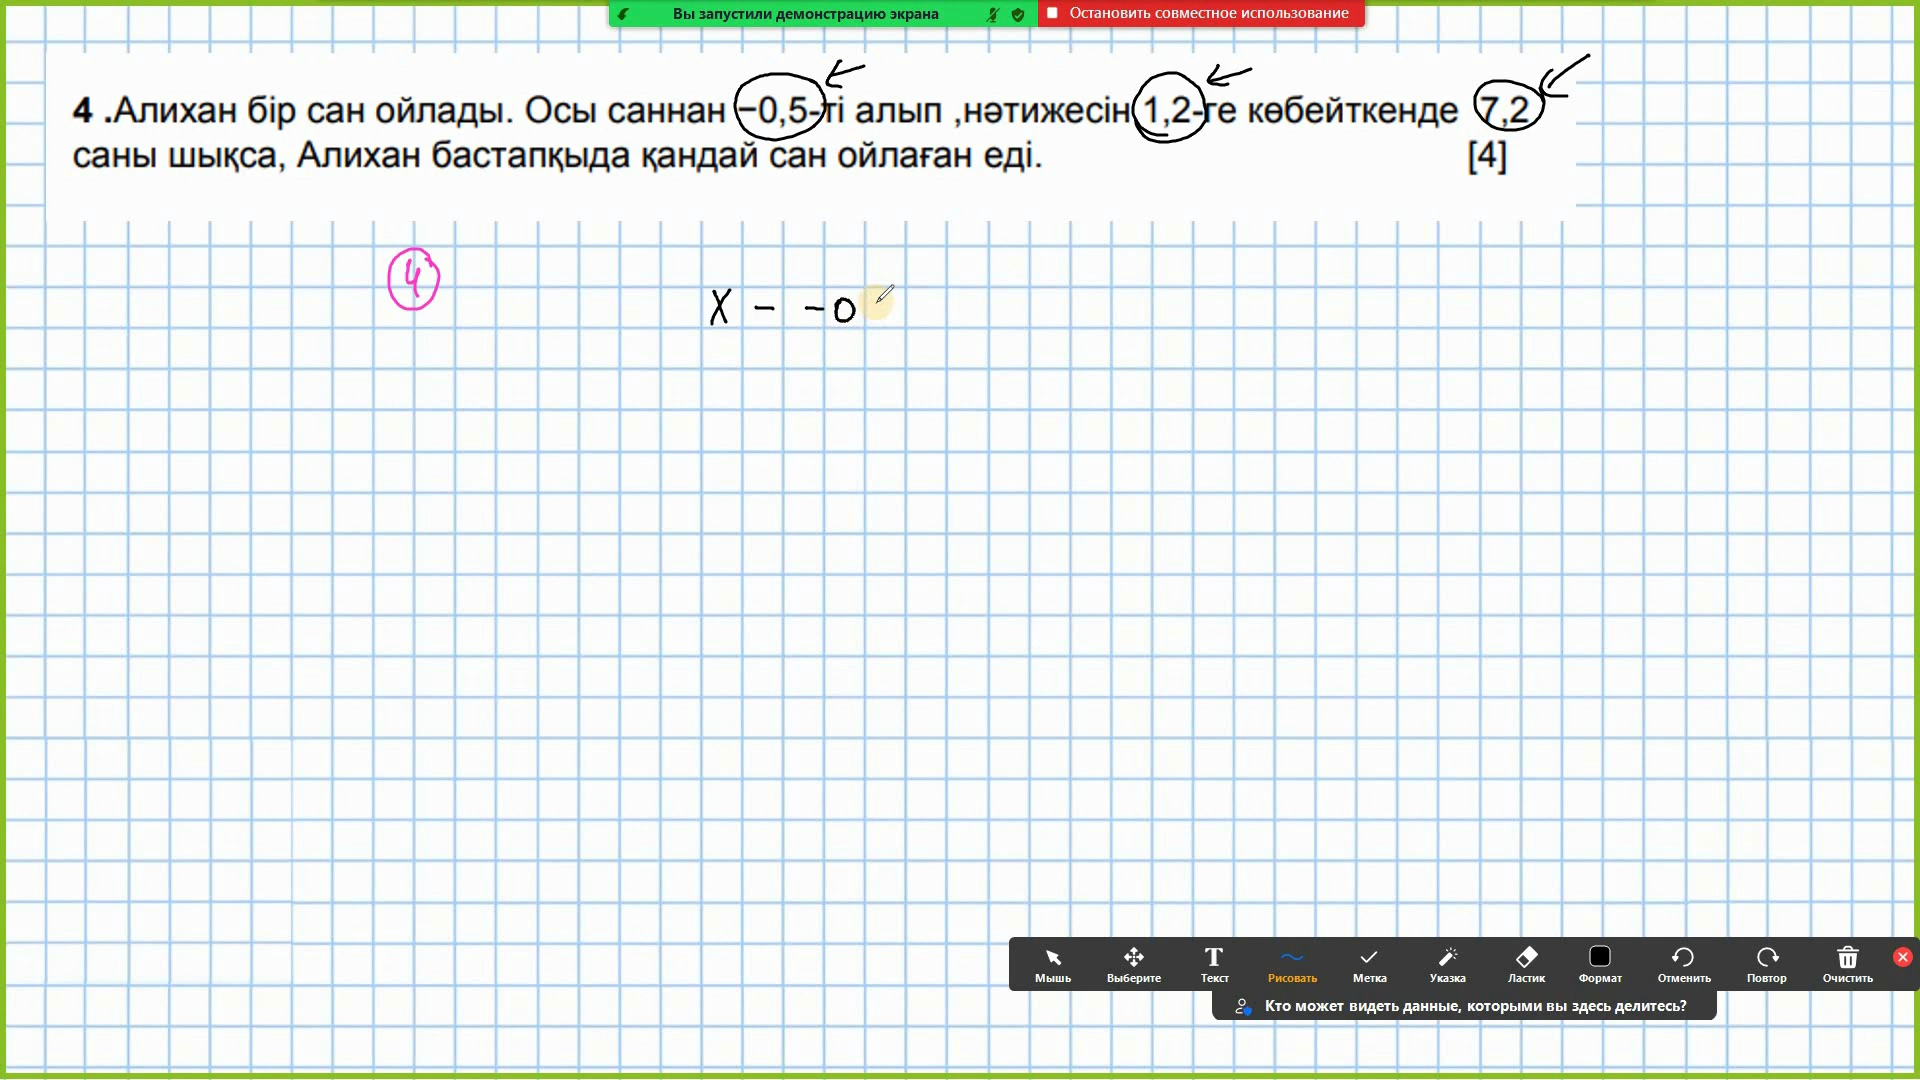 Вы запустили демонстрацию экрана
Остановить совместное использование
4 .Алихан бір сан ойлады. Осы саннан −0,5-ті алып ,нәтижесін 1,2-ге көбейткенде 7,2
саны шықса, Алихан бастапқыда қандай сан ойлаған еді. [4]
4
X - -0
Мышь Выберите Текст Рисовать Метка Указка Ластик Формат Отменить Повтор Очистить
Кто может видеть данные, которыми вы здесь делитесь?